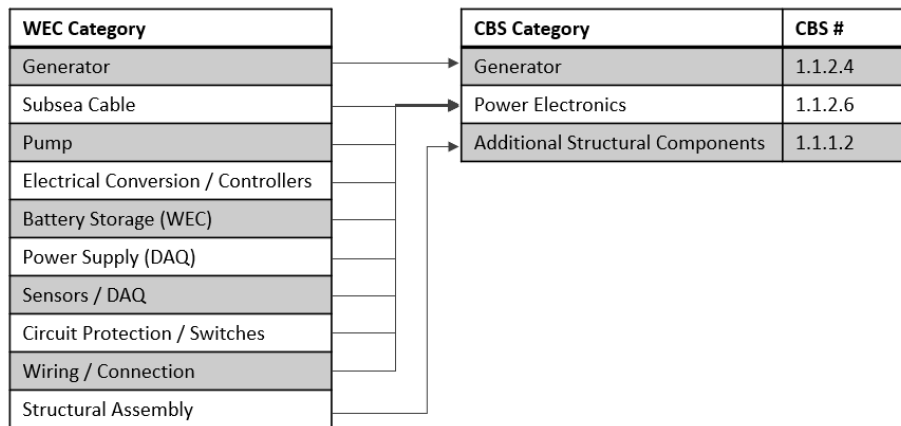 WEC Category
Generator
Subsea Cable
Pump
Electrical Conversion / Controllers
Battery Storage (WEC)
Power Supply (DAQ)
Sensors / DAQ
Circuit Protection / Switches
Wiring / Connection
Structural Assembly
CBS Category CBS #
Generator 1.1.2.4
Power Electronics 1.1.2.6
Additional Structural Components 1.1.1.2